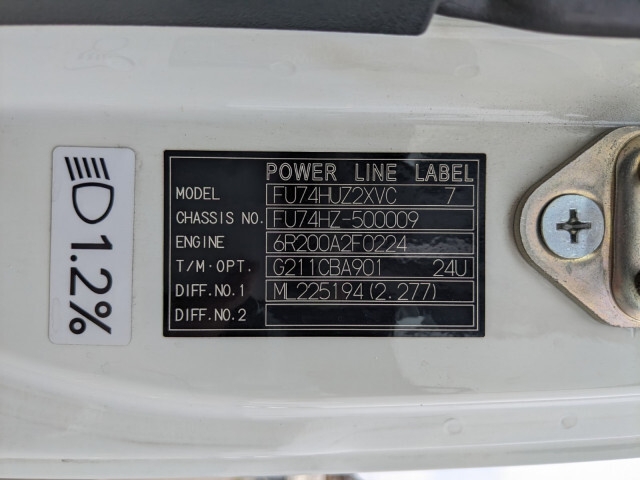 POWER LINE LABEL
MODEL FU74HUZ2XVC 7
CHASSIS NO. FU74HZ-500009
ENGINE 6R200A2F0224
T/M·OPT. G211CBA901 24U
DIFF.NO.1 ML225194(2.277)
DIFF.NO.2
1.2%